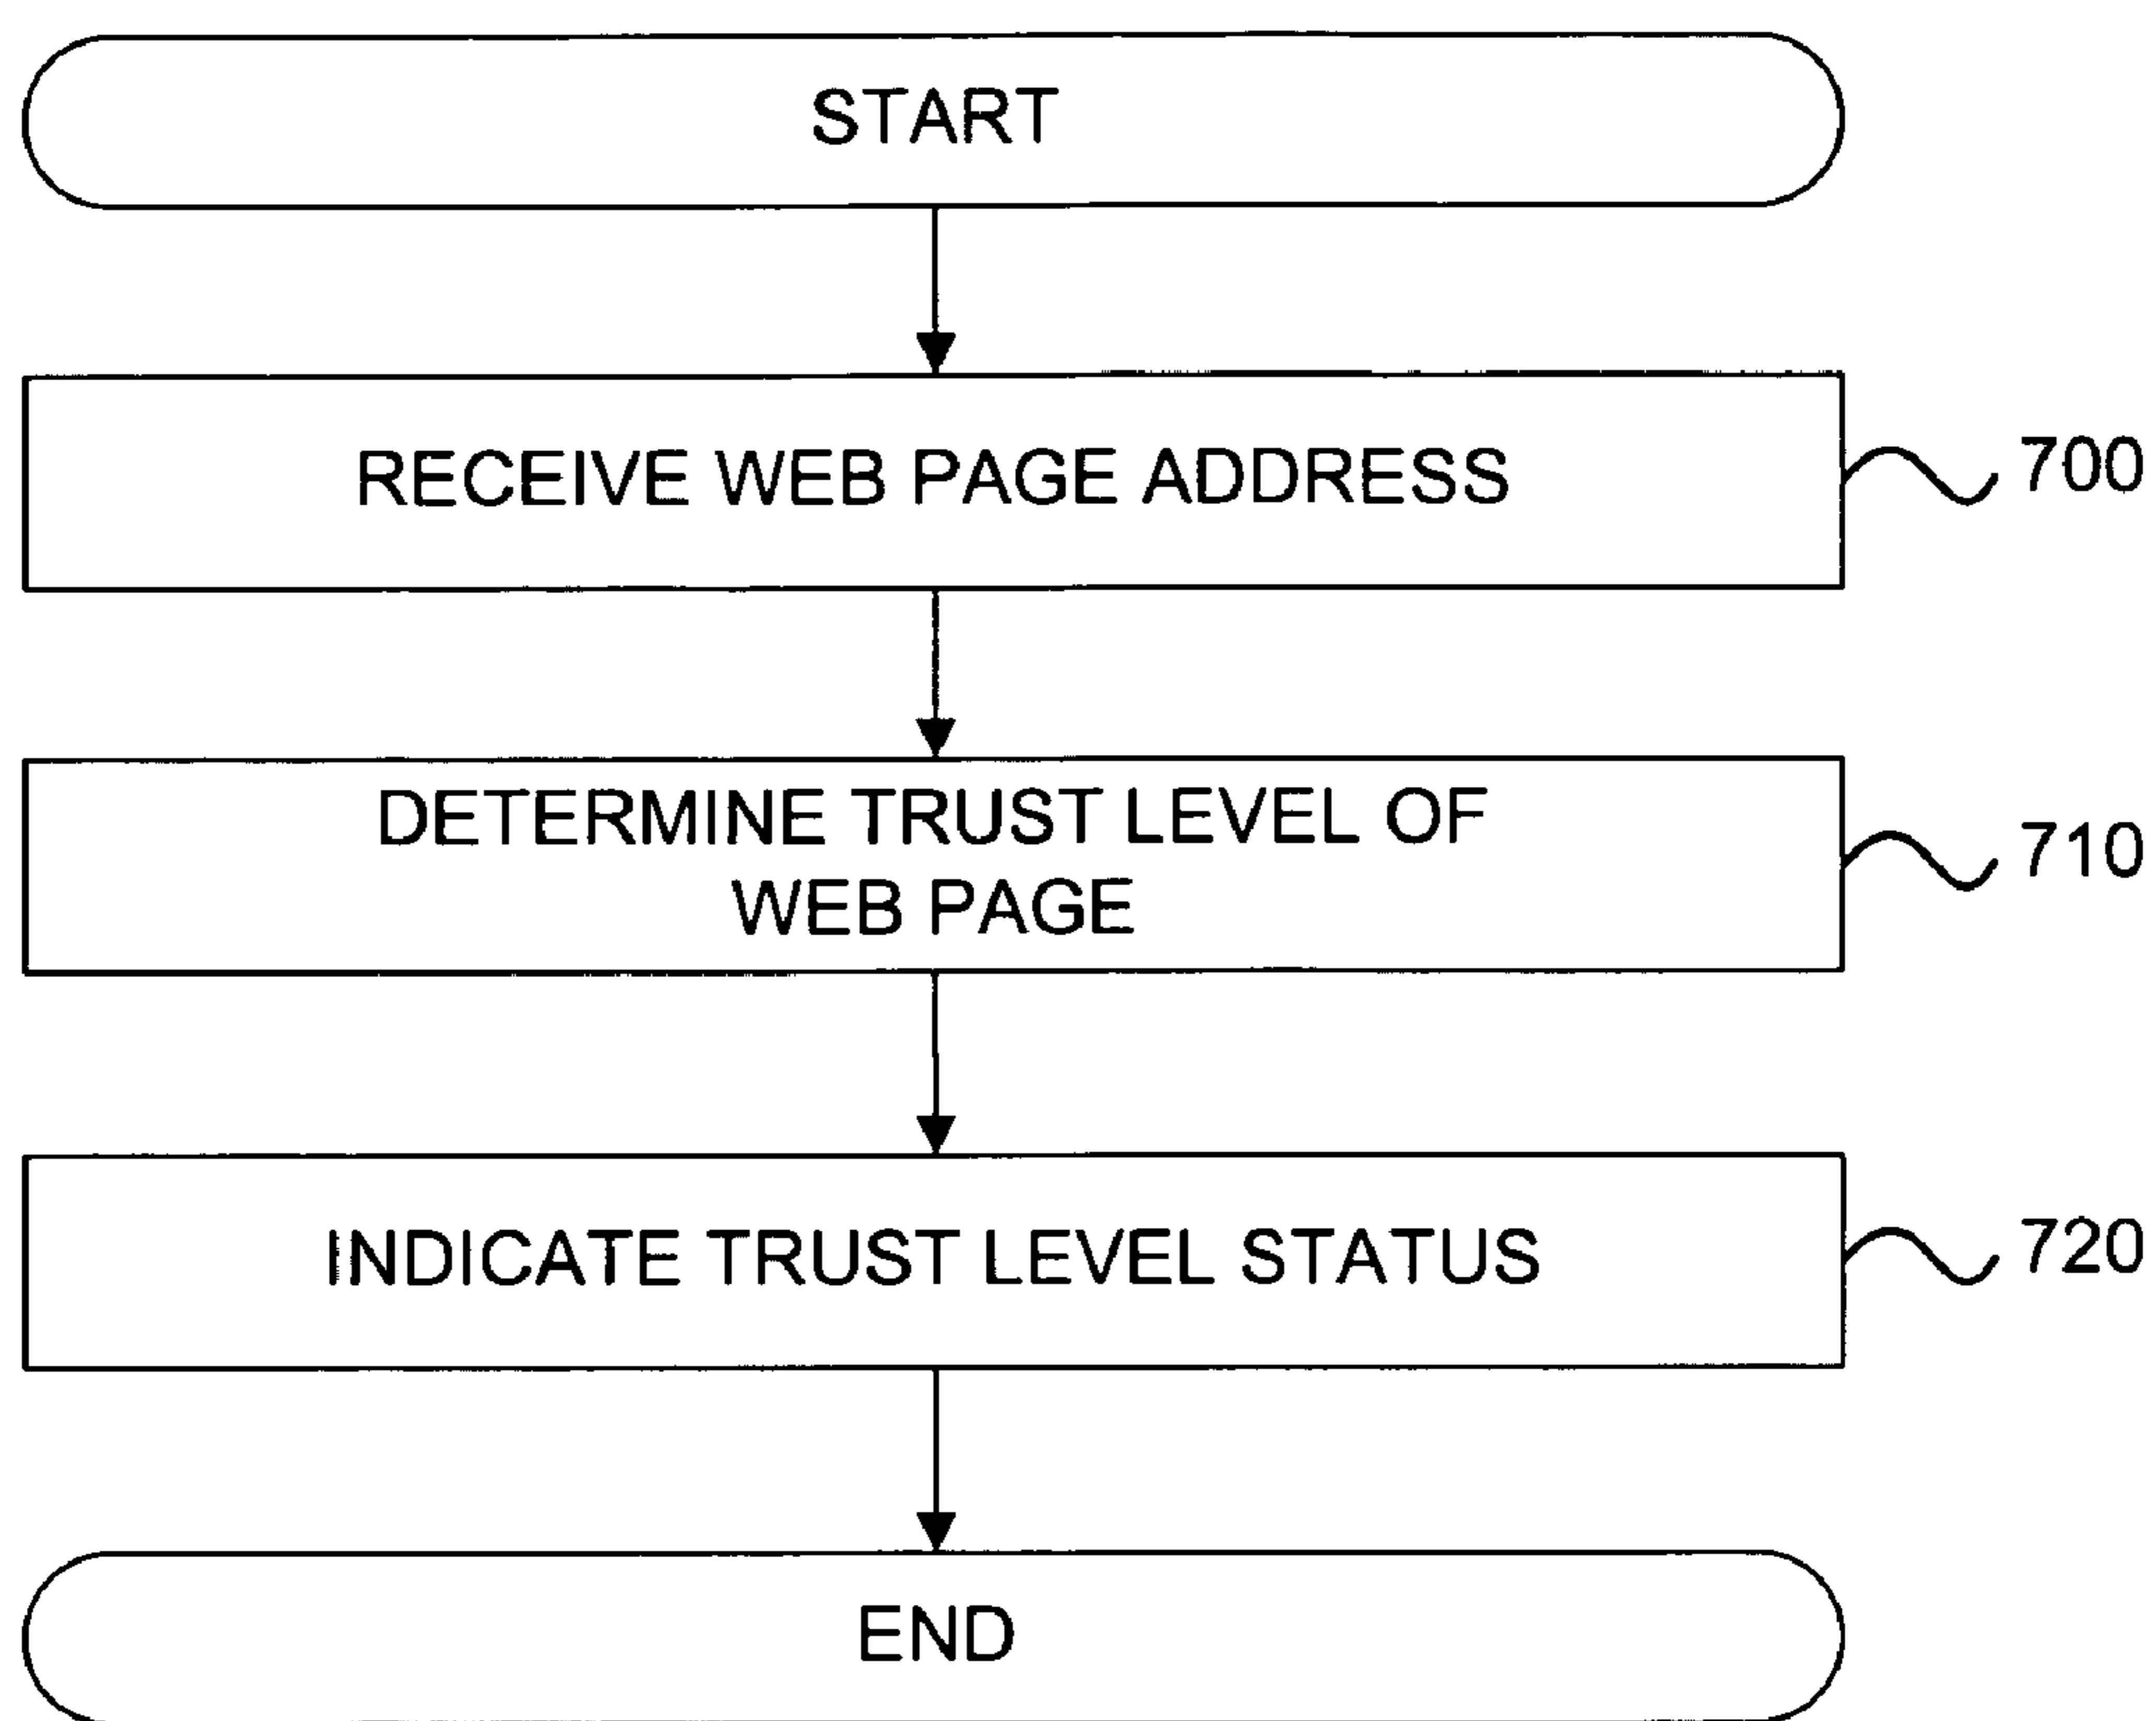 START
RECEIVE WEB PAGE ADDRESS
700
DETERMINE TRUST LEVEL OF
WEB PAGE
710
INDICATE TRUST LEVEL STATUS
720
END